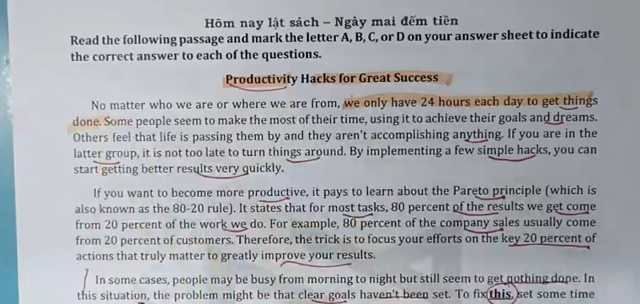 Hôm nay lật sách – Ngày mai đếm tiền
Read the following passage and mark the letter A, B, C, or D on your answer sheet to indicate
the correct answer to each of the questions.
Productivity Hacks for Great Success
No matter who we are or where we are from, we only have 24 hours each day to get things
done. Some people seem to make the most of their time, using it to achieve their goals and dreams.
Others feel that life is passing them by and they aren't accomplishing anything. If you are in the
latter group, it is not too late to turn things around. By implementing a few simple hacks, you can
start getting better results very quickly.
If you want to become more productive, it pays to learn about the Pareto principle (which is
also known as the 80-20 rule). It states that for most tasks, 80 percent of the results we get come
from 20 percent of the work we do. For example, 80 percent of the company sales usually come
from 20 percent of customers. Therefore, the trick is to focus your efforts on the key 20 percent of
actions that truly matter to greatly improve your results.
In some cases, people may be busy from morning to night but still seem to get nothing done. In
this situation, the problem might be that clear goals haven't been set. To fix this, set some time